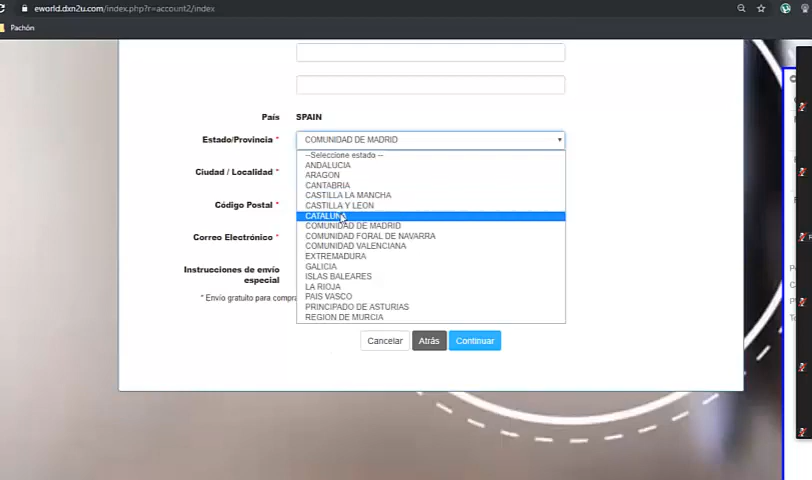 eworld.dxn2u.com/index.php?r=account2/index
Pachón
País SPAIN
Estado/Provincia * COMUNIDAD DE MADRID
--Seleccione estado --
ANDALUCIA
ARAGON
CANTABRIA
CASTILLA LA MANCHA
CASTILLA Y LEON
CATALUNA
COMUNIDAD DE MADRID
COMUNIDAD FORAL DE NAVARRA
COMUNIDAD VALENCIANA
EXTREMADURA
GALICIA
ISLAS BALEARES
LA RIOJA
PAIS VASCO
PRINCIPADO DE ASTURIAS
REGION DE MURCIA
Ciudad / Localidad *
Código Postal *
Correo Electrónico *
Instrucciones de envío
especial
* Envío gratuito para compra
Cancelar Atrás Continuar